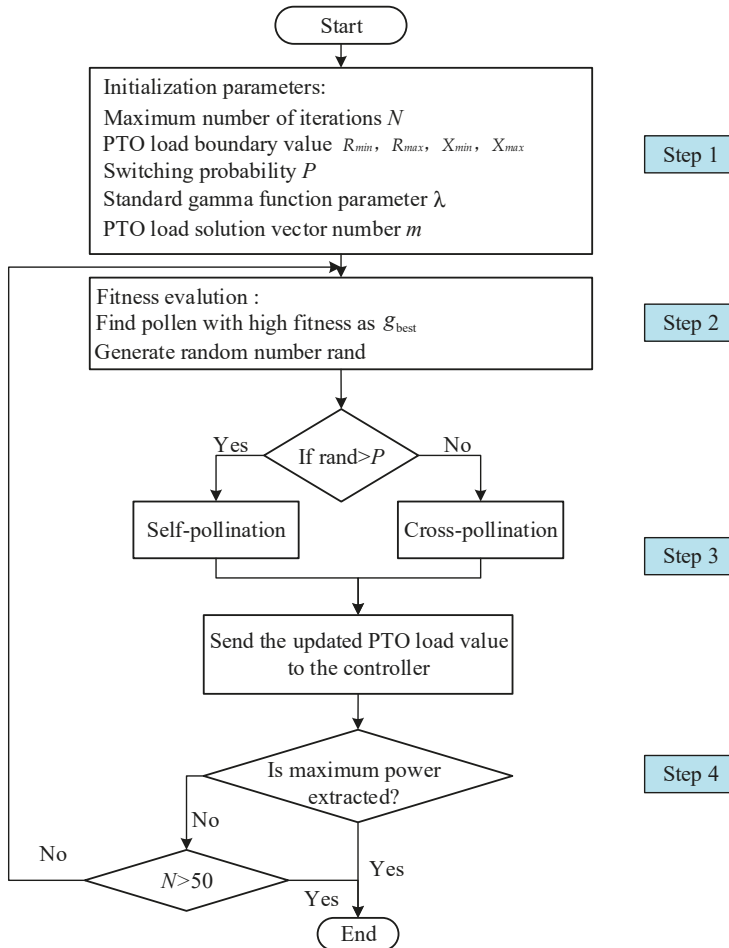 Start
Initialization parameters:
Maximum number of iterations N
PTO load boundary value Rmin, Rmax, Xmin, Xmax
Switching probability P
Standard gamma function parameter λ
PTO load solution vector number m
Step 1
Fitness evalution :
Find pollen with high fitness as gbest
Generate random number rand
Step 2
If rand>P
Yes
No
Self-pollination
Cross-pollination
Step 3
Send the updated PTO load value
to the controller
Is maximum power
extracted?
Step 4
No
Yes
N>50
No
Yes
End